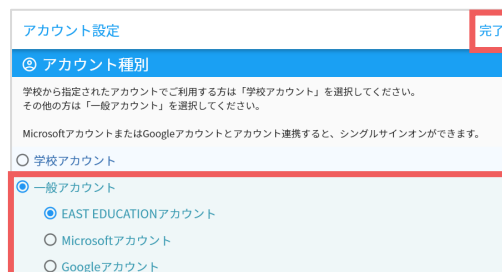 アカウント設定
完了
アカウント種別
学校から指定されたアカウントでご利用する方は「学校アカウント」を選択してください。
その他の方は「一般アカウント」を選択してください。
MicrosoftアカウントまたはGoogleアカウントとアカウント連携すると、シングルサインオンができます。
学校アカウント
一般アカウント
EAST EDUCATIONアカウント
Microsoftアカウント
Googleアカウント